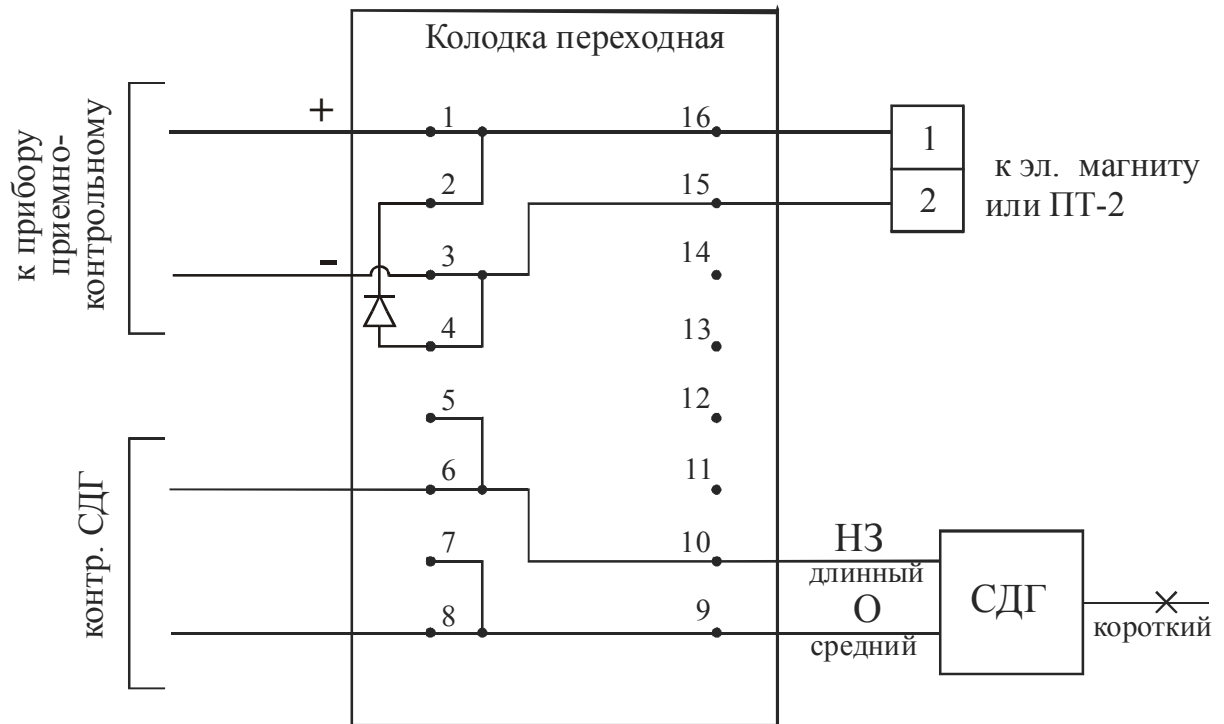 Колодка переходная
к прибору
приемно-
контрольному
+
-
1
2
3
4
5
6
7
8
16
15
14
13
12
11
10
9
1
2
к эл. магниту
или ПТ-2
контр. СДГ
НЗ
длинный
О
средний
СДГ
короткий